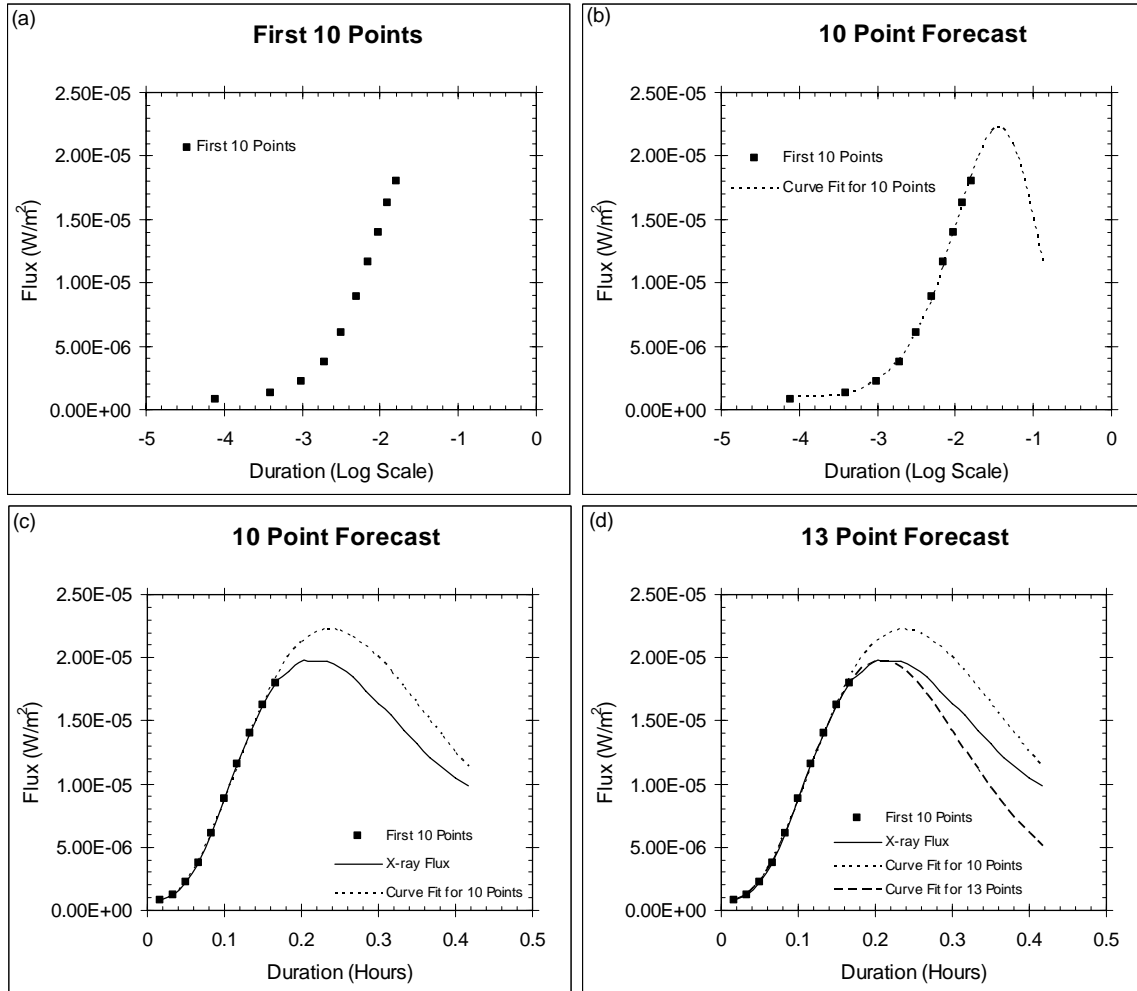 (a)
First 10 Points
2.50E-05
2.00E-05
1.50E-05
1.00E-05
5.00E-06
0.00E+00
Flux (W/m²)
First 10 Points
-5 -4 -3 -2 -1 0
Duration (Log Scale)
(b)
10 Point Forecast
2.50E-05
2.00E-05
1.50E-05
1.00E-05
5.00E-06
0.00E+00
Flux (W/m²)
First 10 Points
Curve Fit for 10 Points
-5 -4 -3 -2 -1 0
Duration (Log Scale)
(c)
10 Point Forecast
2.50E-05
2.00E-05
1.50E-05
1.00E-05
5.00E-06
0.00E+00
Flux (W/m²)
First 10 Points
X-ray Flux
Curve Fit for 10 Points
0 0.1 0.2 0.3 0.4 0.5
Duration (Hours)
(d)
13 Point Forecast
2.50E-05
2.00E-05
1.50E-05
1.00E-05
5.00E-06
0.00E+00
Flux (W/m²)
First 10 Points
X-ray Flux
Curve Fit for 10 Points
Curve Fit for 13 Points
0 0.1 0.2 0.3 0.4 0.5
Duration (Hours)